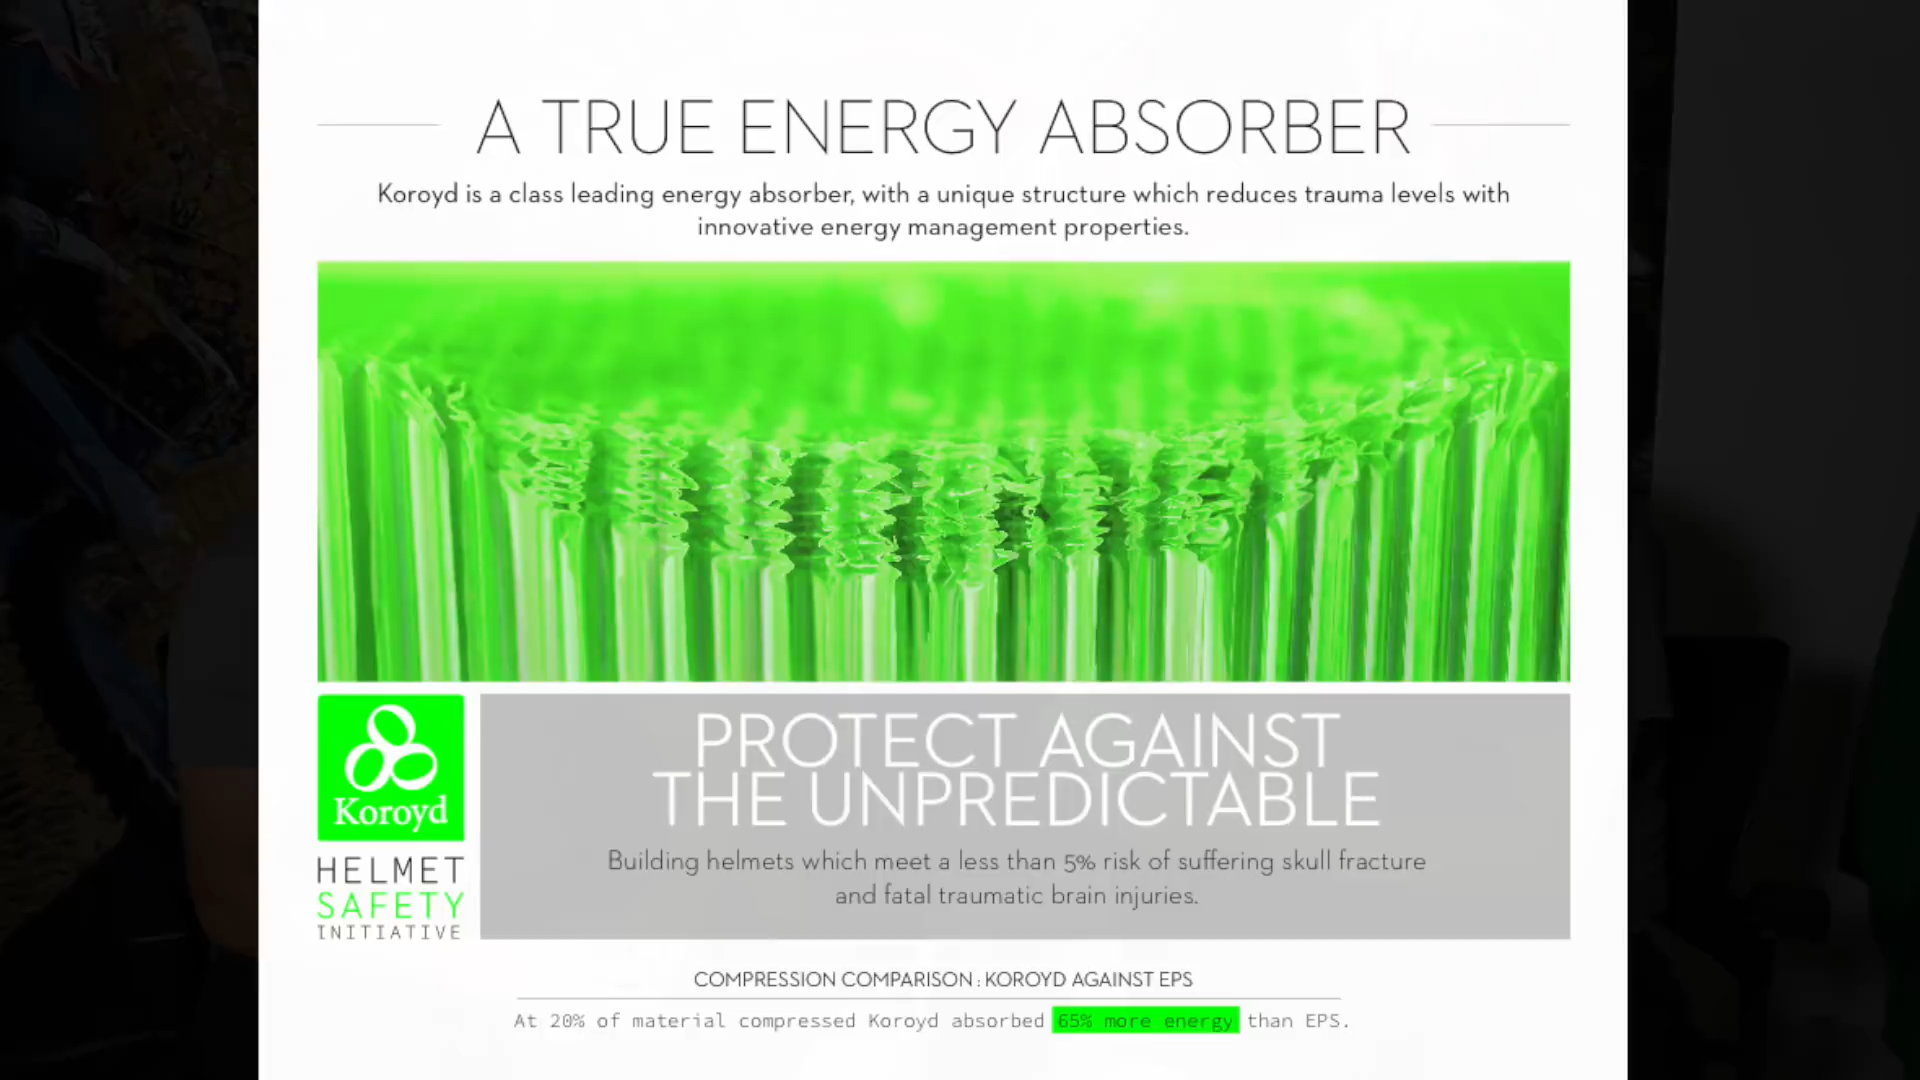 A TRUE ENERGY ABSORBER
Koroyd is a class leading energy absorber, with a unique structure which reduces trauma levels with
innovative energy management properties.
Koroyd
HELMET
SAFETY
INITIATIVE
PROTECT AGAINST
THE UNPREDICTABLE
Building helmets which meet a less than 5% risk of suffering skull fracture
and fatal traumatic brain injuries.
COMPRESSION COMPARISON : KOROYD AGAINST EPS
At 20% of material compressed Koroyd absorbed 65% more energy than EPS.